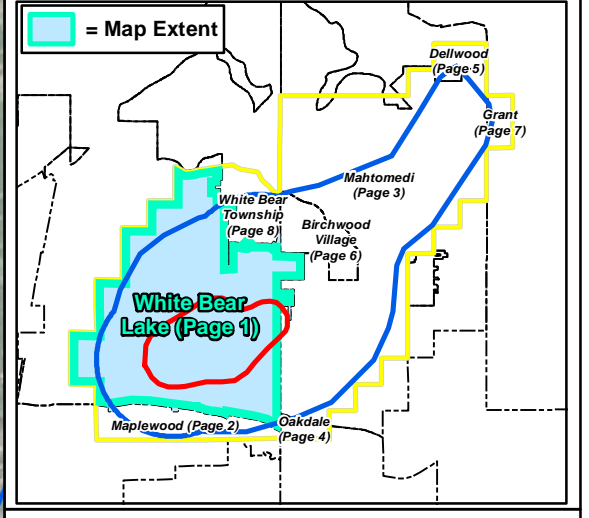 = Map Extent
Dellwood
(Page 5)
Grant
(Page 7)
Mahtomedi
(Page 3)
White Bear
Township
(Page 8)
Birchwood
Village
(Page 6)
White Bear
Lake (Page 1)
Maplewood (Page 2)
Oakdale
(Page 4)